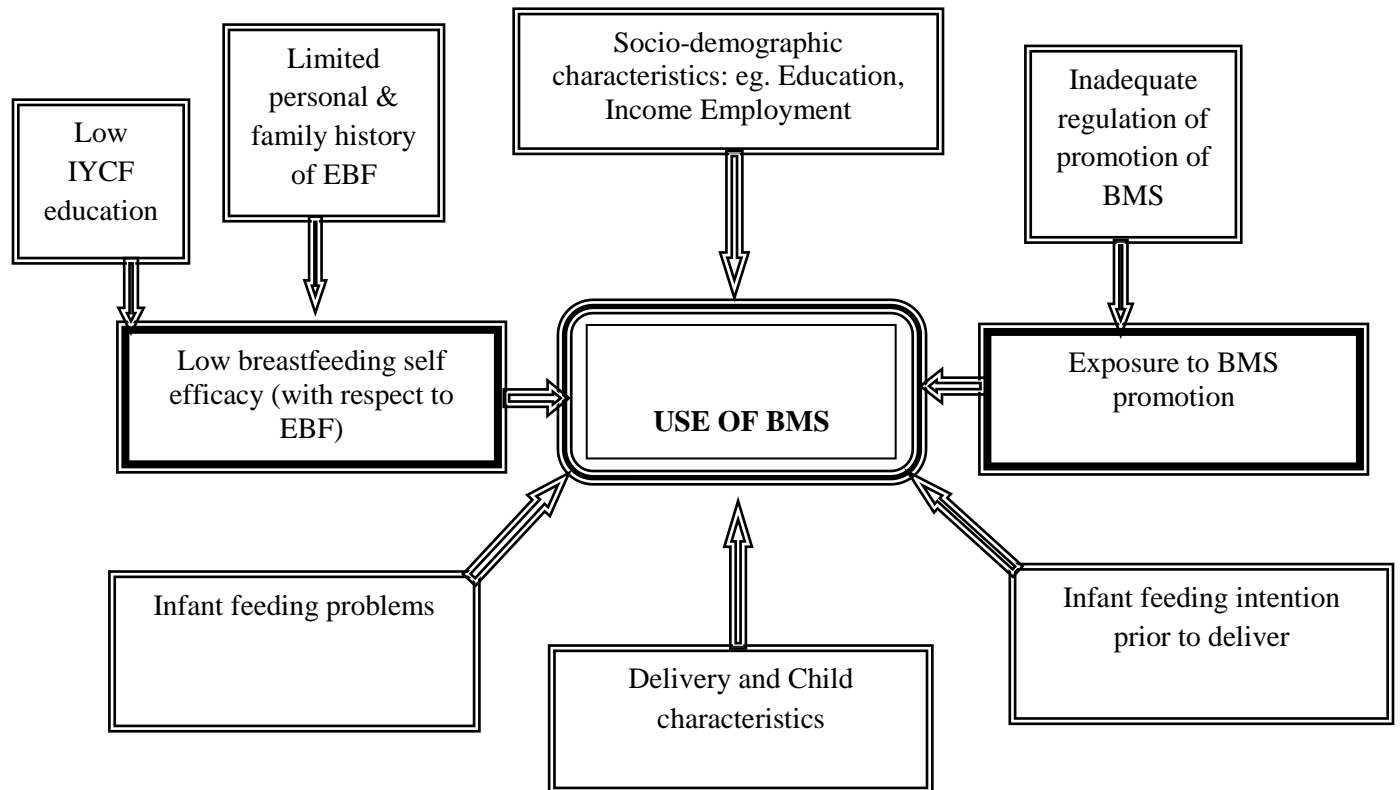 Low
IYCF
education
Limited
personal &
family history
of EBF
Socio-demographic
characteristics: eg. Education,
Income Employment
Inadequate
regulation of
promotion of
BMS
Low breastfeeding self
efficacy (with respect to
EBF)
USE OF BMS
Exposure to BMS
promotion
Infant feeding problems
Delivery and Child
characteristics
Infant feeding intention
prior to deliver